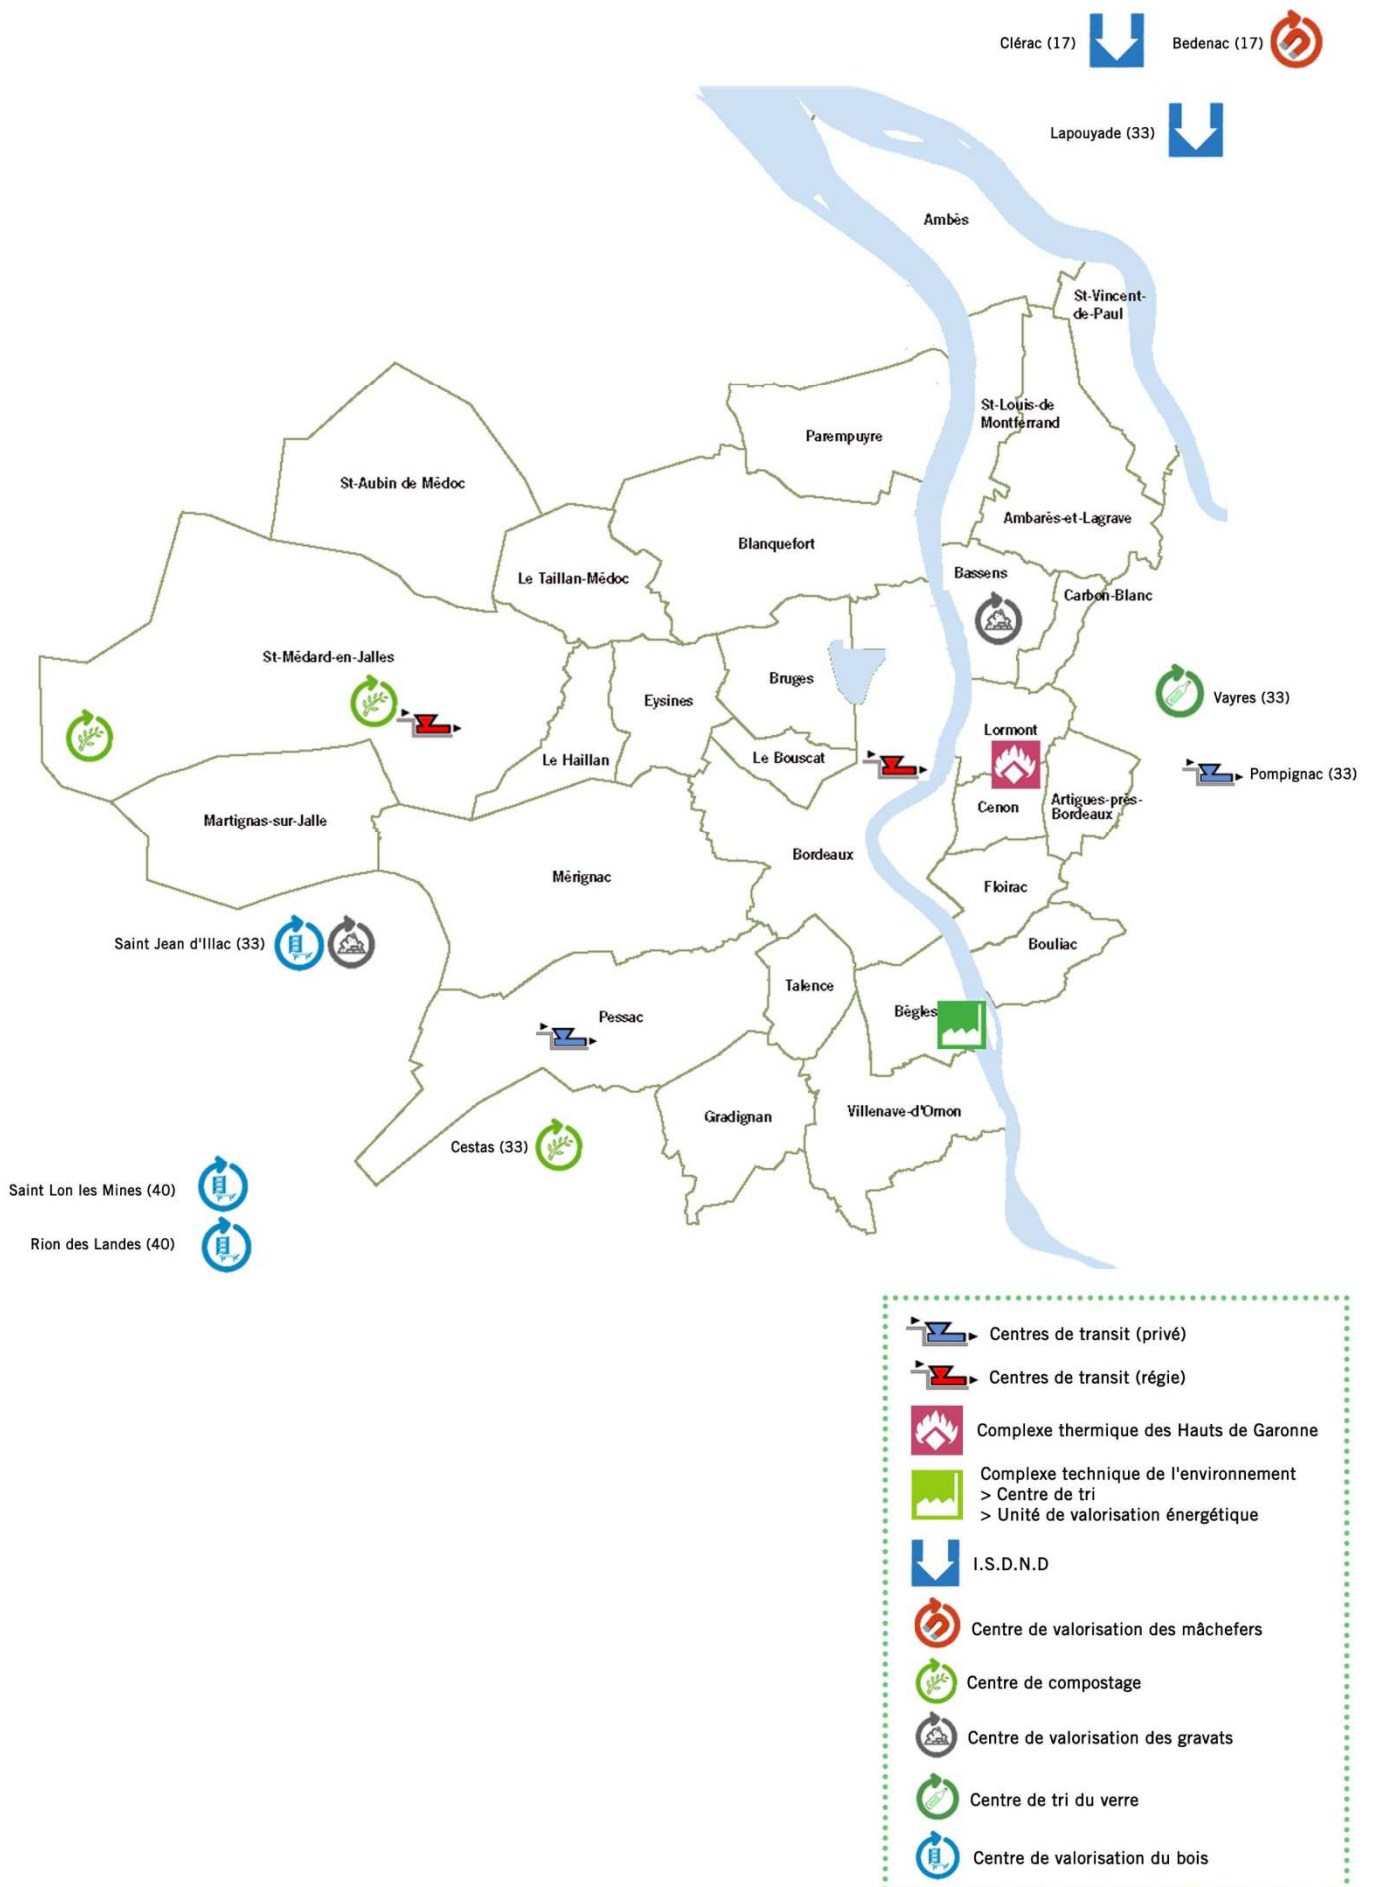 Clérac (17)
Bedenac (17)
Lapouyade (33)
Ambès
St-Vincent-
de-Paul
St-Louis-de
Montferrand
Parempuyre
St-Aubin de Médoc
Ambarès-et-Lagrave
Blanquefort
Le Taillan-Médoc
Bassens
Carbon-Blanc
St-Médard-en-Jalles
Bruges
Eysines
Vayres (33)
Lormont
Le Haillan
Le Bouscat
Pompignac (33)
Cenon
Artigues-près-
Bordeaux
Martignas-sur-Jalle
Bordeaux
Mérignac
Floirac
Saint Jean d'Illac (33)
Bouliac
Talence
Bègles
Pessac
Gradignan
Villenave-d'Ornon
Cestas (33)
Saint Lon les Mines (40)
Rion des Landes (40)
Centres de transit (privé)
Centres de transit (régie)
Complexe thermique des Hauts de Garonne
Complexe technique de l'environnement
> Centre de tri
> Unité de valorisation énergétique
I.S.D.N.D
Centre de valorisation des mâchefers
Centre de compostage
Centre de valorisation des gravats
Centre de tri du verre
Centre de valorisation du bois